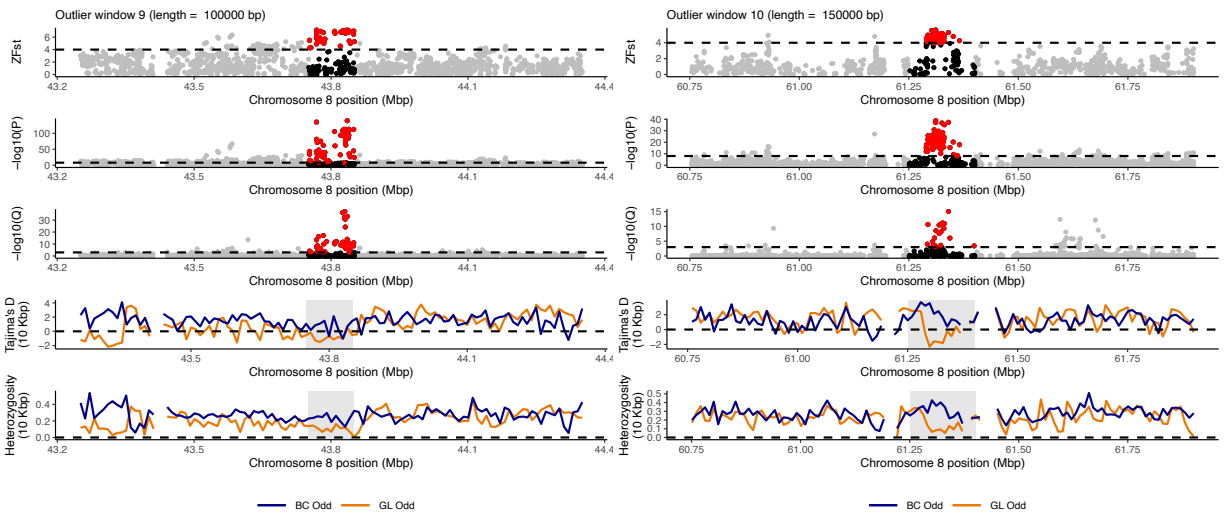 Outlier window 9 (length =  100000 bp)
ZFst
6
4
2
0
43.2
43.5
43.8
44.1
44.4
Chromosome 8 position (Mbp)
−log10(P)
100
50
0
43.2
43.5
43.8
44.1
44.4
Chromosome 8 position (Mbp)
−log10(Q)
30
20
10
0
43.2
43.5
43.8
44.1
44.4
Chromosome 8 position (Mbp)
Tajima's D
(10 Kbp)
4
2
0
−2
43.5
43.8
44.1
44.4
Chromosome 8 position (Mbp)
Heterozygosity
(10 Kbp)
0.4
0.2
0.0
43.2
43.5
43.8
44.1
44.4
Chromosome 8 position (Mbp)
BC Odd
GL Odd
Outlier window 10 (length =  150000 bp)
ZFst
4
2
0
60.75
61.00
61.25
61.50
61.75
Chromosome 8 position (Mbp)
−log10(P)
40
30
20
10
0
60.75
61.00
61.25
61.50
61.75
Chromosome 8 position (Mbp)
−log10(Q)
15
10
5
0
60.75
61.00
61.25
61.50
61.75
Chromosome 8 position (Mbp)
Tajima's D
(10 Kbp)
4
2
0
−2
60.75
61.00
61.25
61.50
61.75
Chromosome 8 position (Mbp)
Heterozygosity
(10 Kbp)
0.5
0.4
0.3
0.2
0.1
0.0
60.75
61.00
61.25
61.50
61.75
Chromosome 8 position (Mbp)
BC Odd
GL Odd